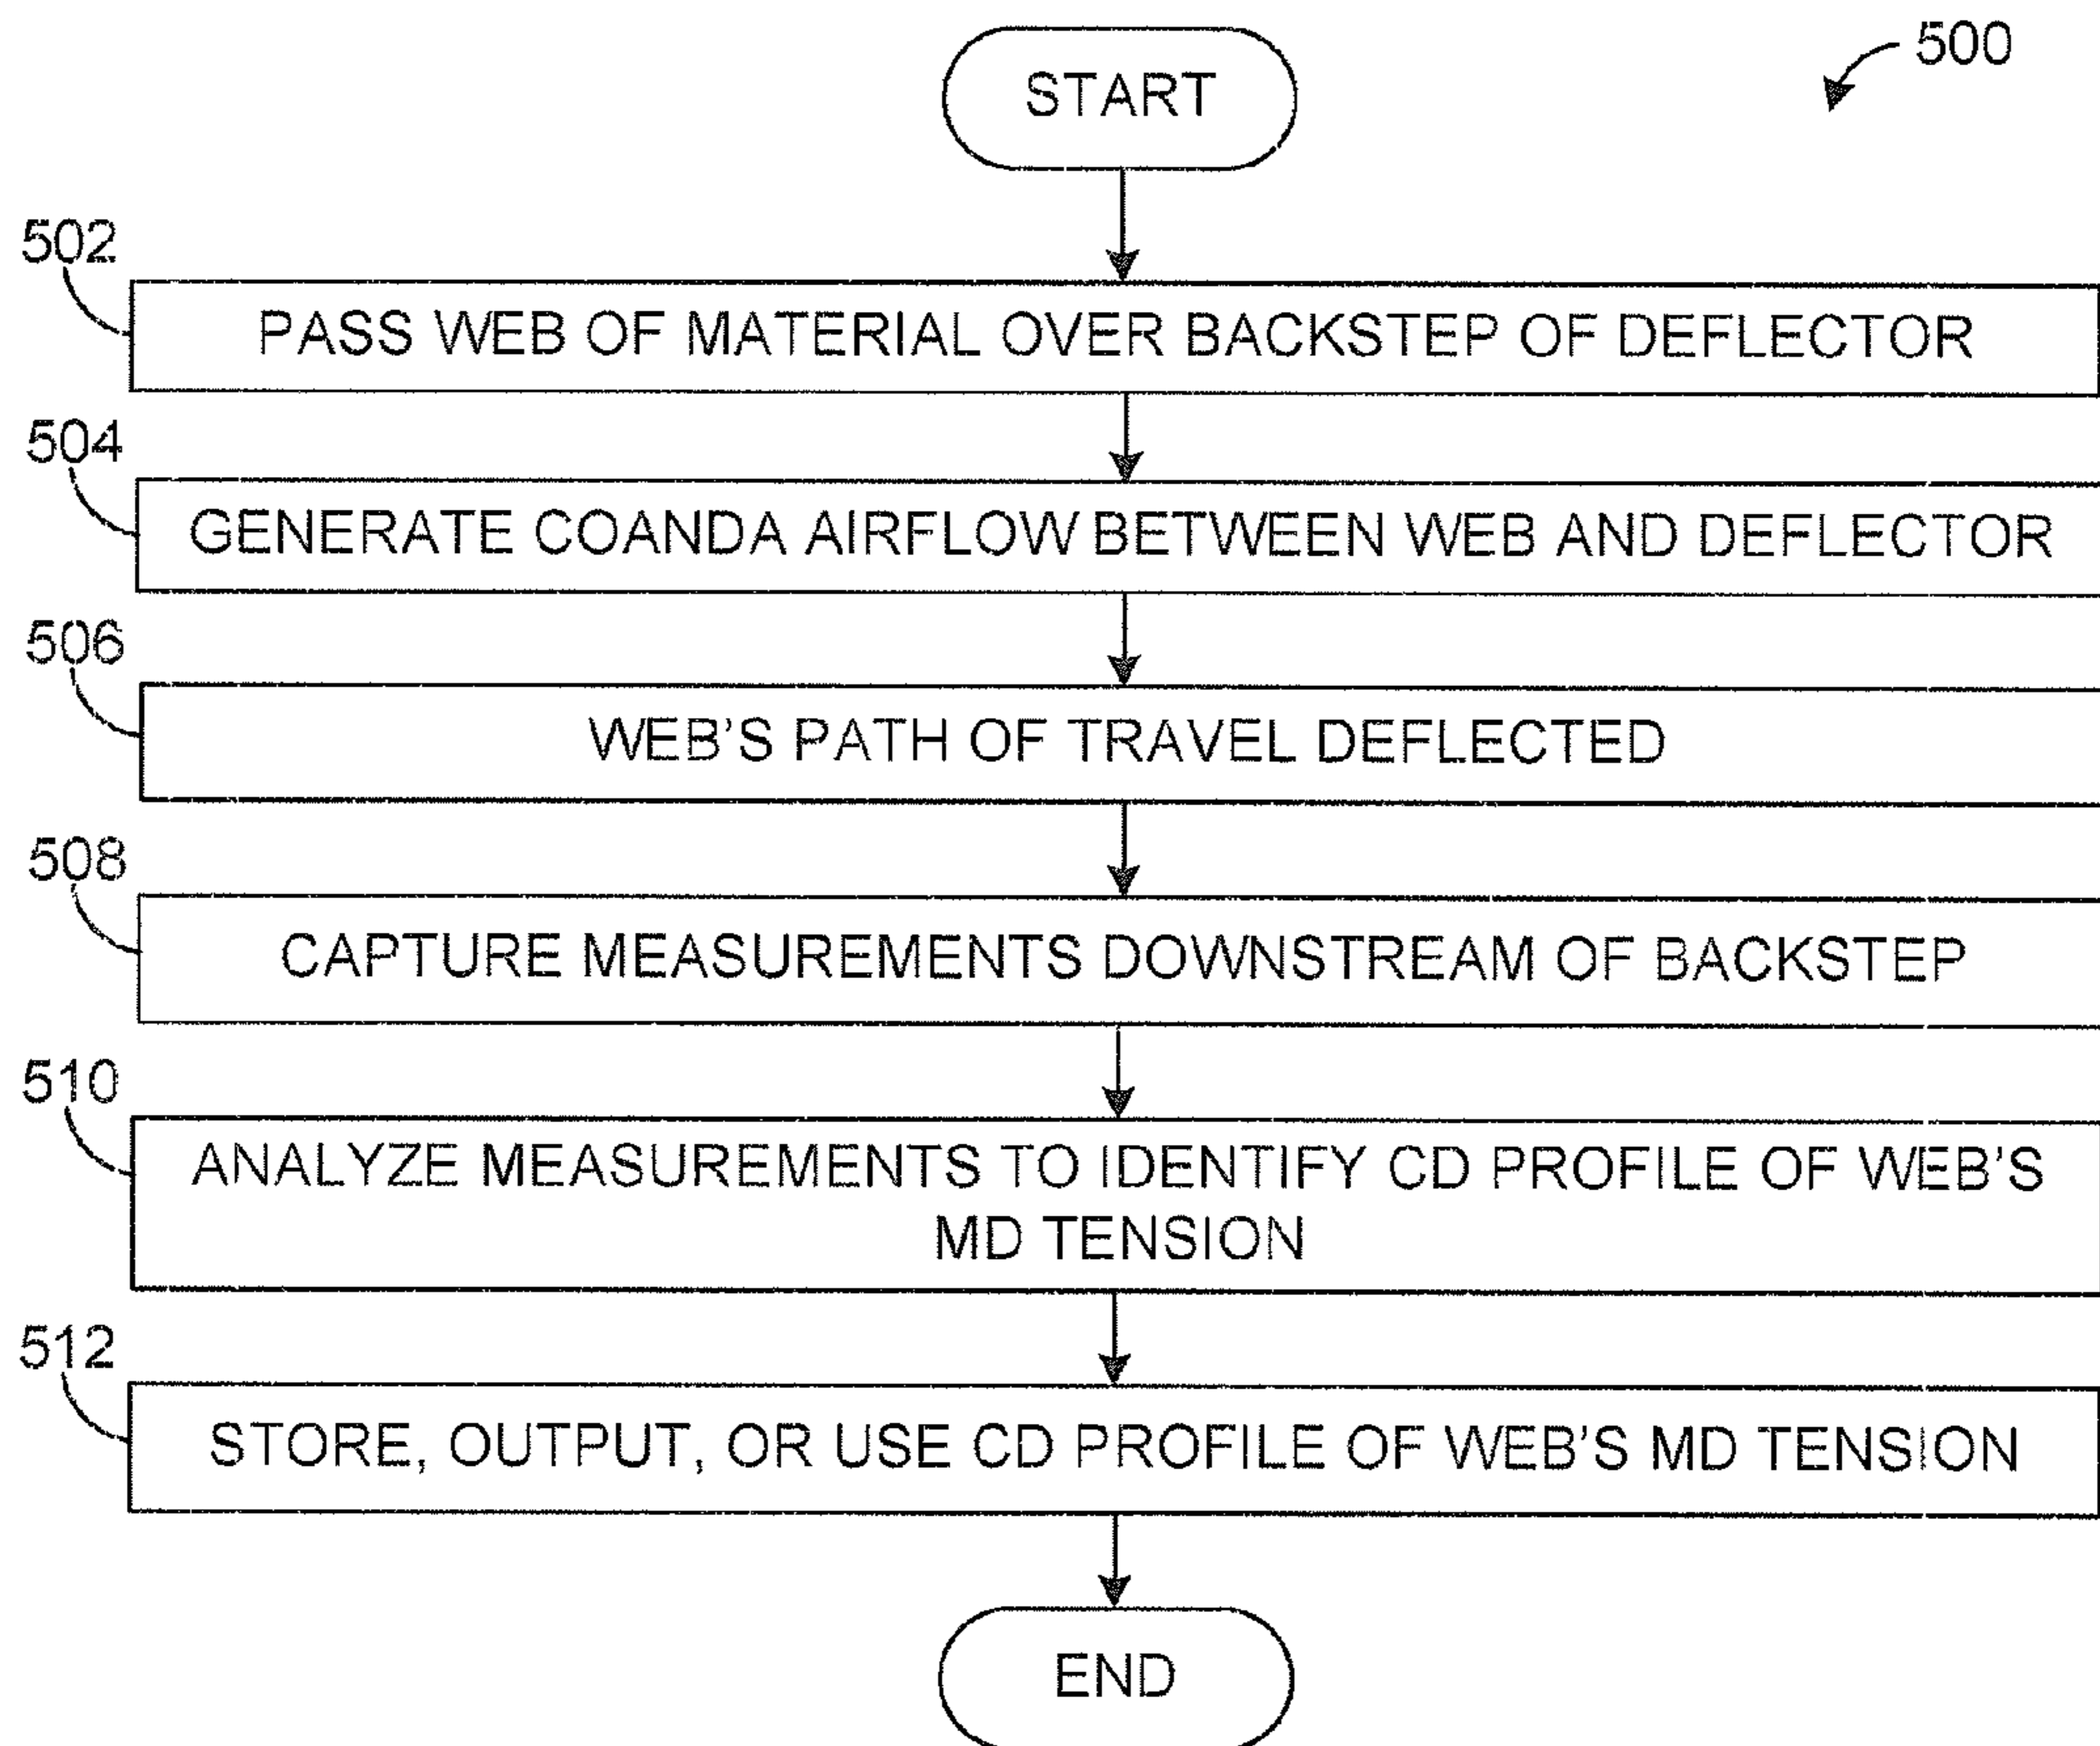 START
500
502
PASS WEB OF MATERIAL OVER BACKSTEP OF DEFLECTOR
504
GENERATE COANDA AIRFLOW BETWEEN WEB AND DEFLECTOR
506
WEB'S PATH OF TRAVEL DEFLECTED
508
CAPTURE MEASUREMENTS DOWNSTREAM OF BACKSTEP
510
ANALYZE MEASUREMENTS TO IDENTIFY CD PROFILE OF WEB'S
MD TENSION
512
STORE, OUTPUT, OR USE CD PROFILE OF WEB'S MD TENSION
END